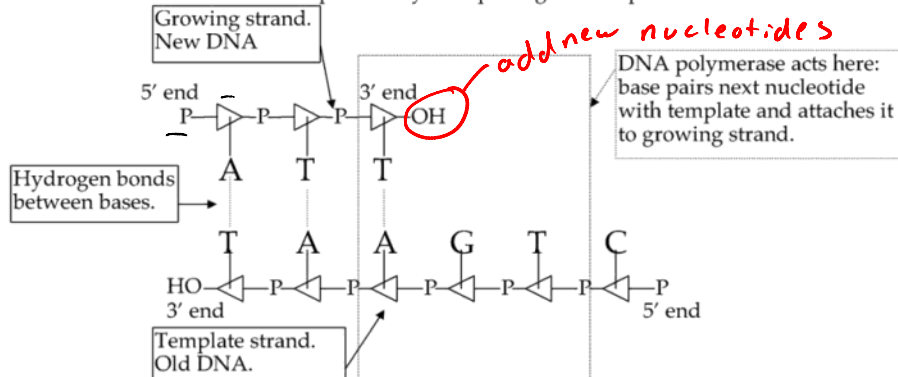 Growing strand.
New DNA
add new nucleotides
DNA polymerase acts here:
base pairs next nucleotide
with template and attaches it
to growing strand.
5′ end
3′ end
P P P OH
A T T
Hydrogen bonds
between bases.
T A A G T C
HO P P P P P P
3′ end
5′ end
Template strand.
Old DNA.